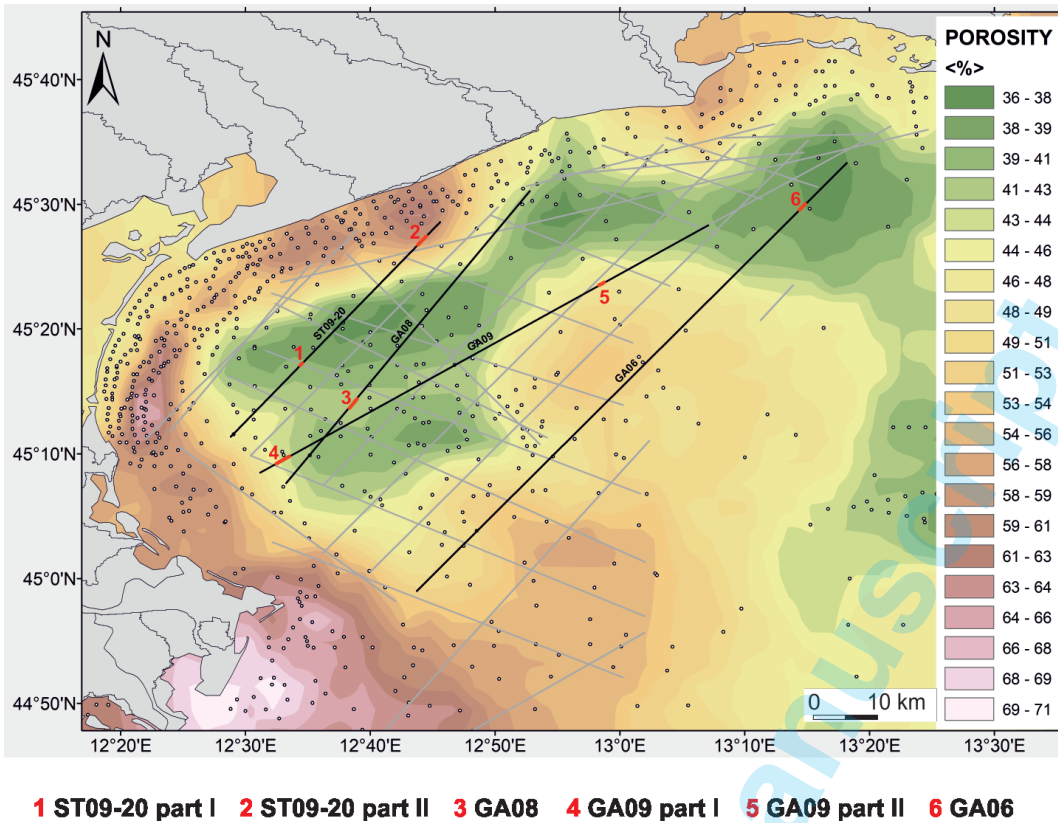 N
45°40'N
45°30'N
45°20'N
45°10'N
45°0'N
44°50'N
12°20'E
12°30'E
12°40'E
12°50'E
13°0'E
13°10'E
13°20'E
13°30'E
ST09-20
GA08
GA09
GA06
1
2
3
4
5
6
0 10 km
POROSITY
<%>
36 - 38
38 - 39
39 - 41
41 - 43
43 - 44
44 - 46
46 - 48
48 - 49
49 - 51
51 - 53
53 - 54
54 - 56
56 - 58
58 - 59
59 - 61
61 - 63
63 - 64
64 - 66
66 - 68
68 - 69
69 - 71
1 ST09-20 part I 2 ST09-20 part II 3 GA08 4 GA09 part I 5 GA09 part II 6 GA06